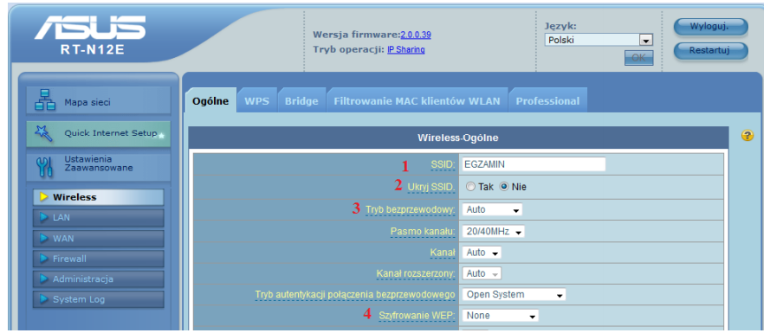 ASUS
RT-N12E
Wersja firmware:2.0.0.39
Tryb operacji: IP Sharing
Język:
Polski
OK
Wyloguj.
Restartuj
Mapa sieci
Quick Internet Setup
Ustawienia
Zaawansowane
Wireless
LAN
WAN
Firewall
Administracja
System Log
Ogólne WPS Bridge Filtrowanie MAC klientów WLAN Professional
Wireless-Ogólne
1 SSID: EGZAMIN
2 Ukryj SSID. Tak Nie
3 Tryb bezprzewodowy: Auto
Pasmo kanału: 20/40MHz
Kanał Auto
Kanał rozszerzony: Auto
Tryb autentykacji połączenia bezprzewodowego Open System
4 Szyfrowanie WEP: None